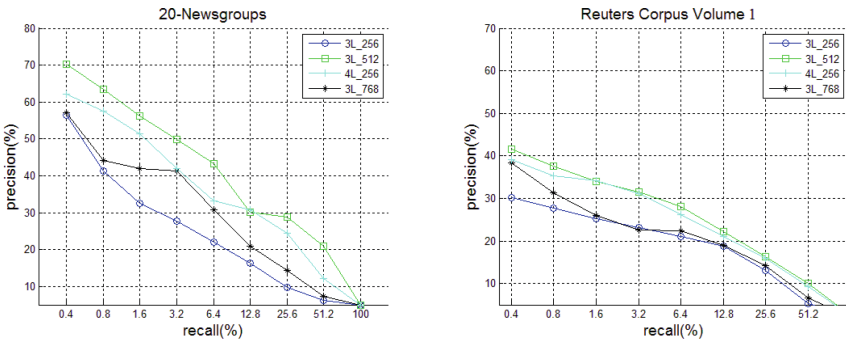 20-Newsgroups
80
70
60
50
40
30
20
10
precision(%)
3L_256
3L_512
4L_256
3L_768
0.4 0.8 1.6 3.2 6.4 12.8 25.6 51.2 100
recall(%)
Reuters Corpus Volume 1
70
60
50
40
30
20
10
precision(%)
3L_256
3L_512
4L_256
3L_768
0.4 0.8 1.6 3.2 6.4 12.8 25.6 51.2
recall(%)